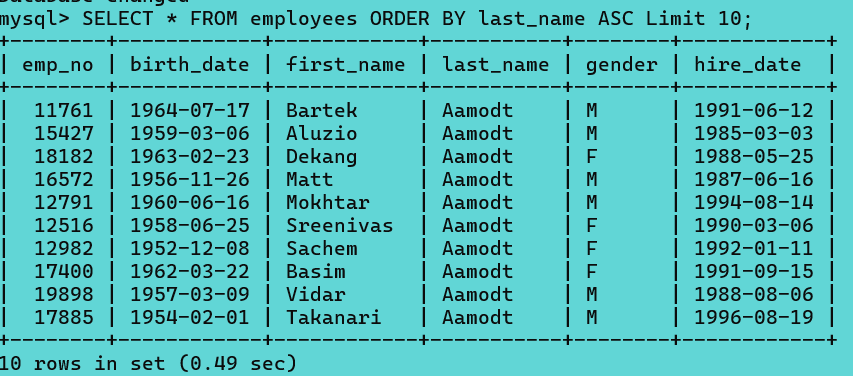 Database changed
mysql> SELECT * FROM employees ORDER BY last_name ASC Limit 10;
+--------+------------+------------+-----------+--------+------------+
| emp_no | birth_date | first_name | last_name | gender | hire_date  |
+--------+------------+------------+-----------+--------+------------+
|  11761 | 1964-07-17 | Bartek     | Aamodt    | M      | 1991-06-12 |
|  15427 | 1959-03-06 | Aluzio     | Aamodt    | M      | 1985-03-03 |
|  18182 | 1963-02-23 | Dekang     | Aamodt    | F      | 1988-05-25 |
|  16572 | 1956-11-26 | Matt       | Aamodt    | M      | 1987-06-16 |
|  12791 | 1960-06-16 | Mokhtar    | Aamodt    | M      | 1994-08-14 |
|  12516 | 1958-06-25 | Sreenivas  | Aamodt    | F      | 1990-03-06 |
|  12982 | 1952-12-08 | Sachem     | Aamodt    | F      | 1992-01-11 |
|  17400 | 1962-03-22 | Basim      | Aamodt    | F      | 1991-09-15 |
|  19898 | 1957-03-09 | Vidar      | Aamodt    | M      | 1988-08-06 |
|  17885 | 1954-02-01 | Takanari   | Aamodt    | M      | 1996-08-19 |
+--------+------------+------------+-----------+--------+------------+
10 rows in set (0.49 sec)